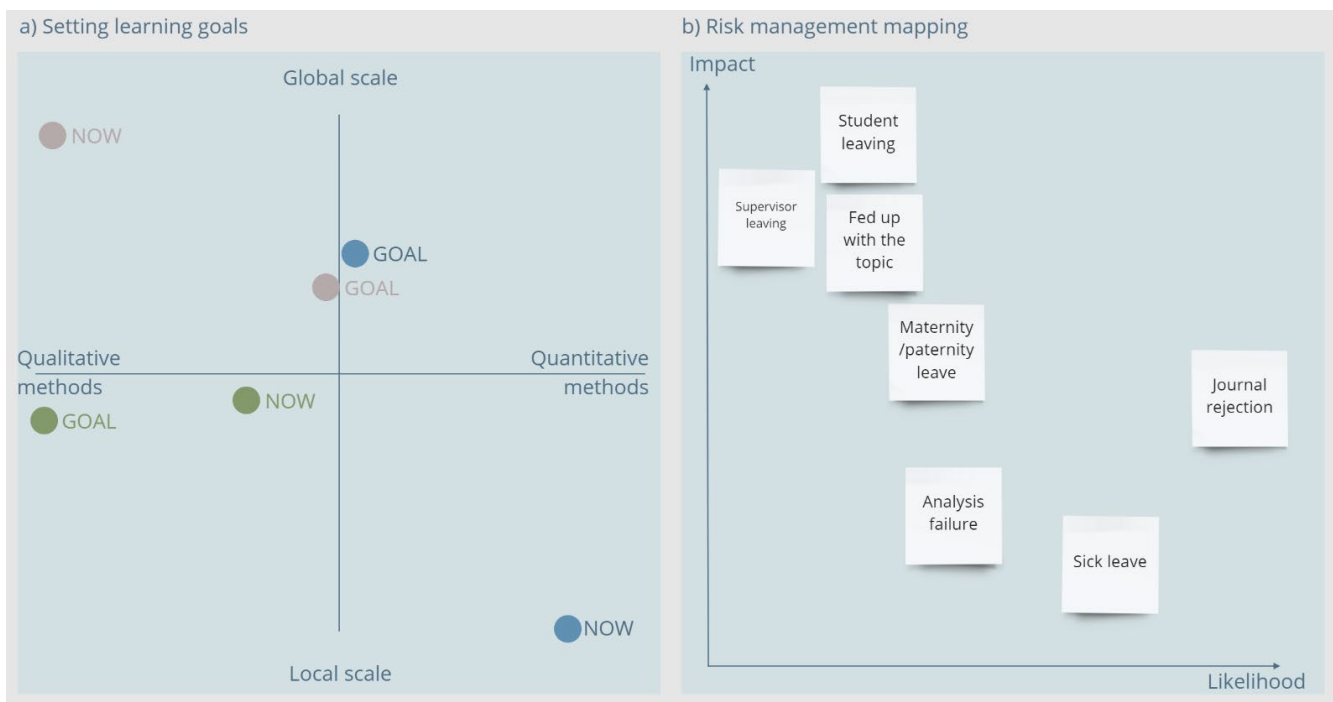 a) Setting learning goals
Global scale
NOW
GOAL
GOAL
Qualitative
methods
Quantitative
methods
NOW
GOAL
NOW
Local scale
b) Risk management mapping
Impact
Student
leaving
Supervisor
leaving
Fed up
with the
topic
Maternity
/paternity
leave
Journal
rejection
Analysis
failure
Sick leave
Likelihood